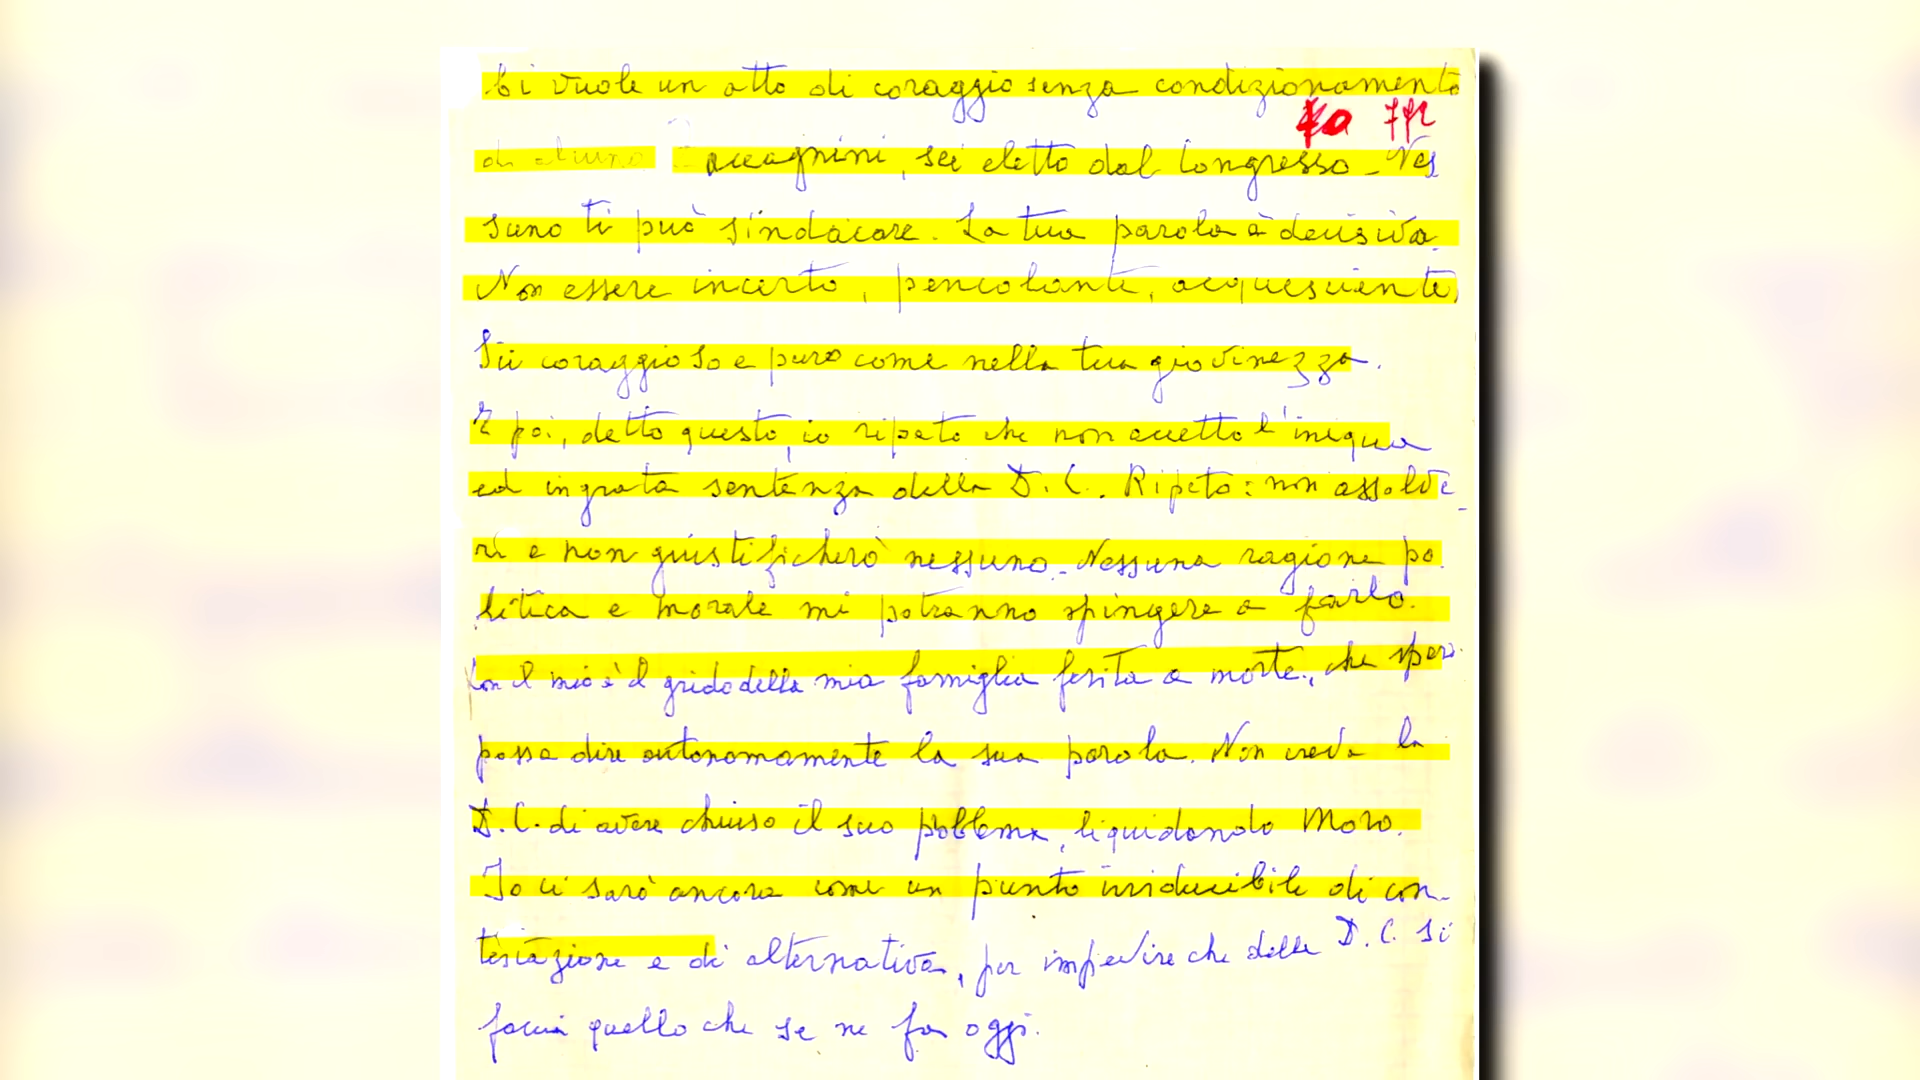 Ci vuole un atto di coraggio senza condizionamento
di alcuno. Zaccagnini, sei eletto dal Congresso. Nes
suno ti può sindacare. La tua parola è decisiva.
Non essere incerto, pencolante, acquiescente.
Sii coraggioso e puro come nella tua giovinezza.
E poi, detto questo, io ripeto che non accetto l'iniqua
ed ingrata sentenza della D.C. Ripeto: non assolve-
rò e non giustificherò nessuno. Nessuna ragione po
litica e morale mi potranno spingere a farlo.
Con il mio è il grido della mia famiglia ferita a morte, che spero
possa dire autonomamente la sua parola. Non creda la
D.C. di avere chiuso il suo problema, liquidando Moro.
Io ci sarò ancora come un punto irriducibile di con-
testazione e di alternativa, per impedire che della D.C. si
faccia quello che se ne fa oggi.